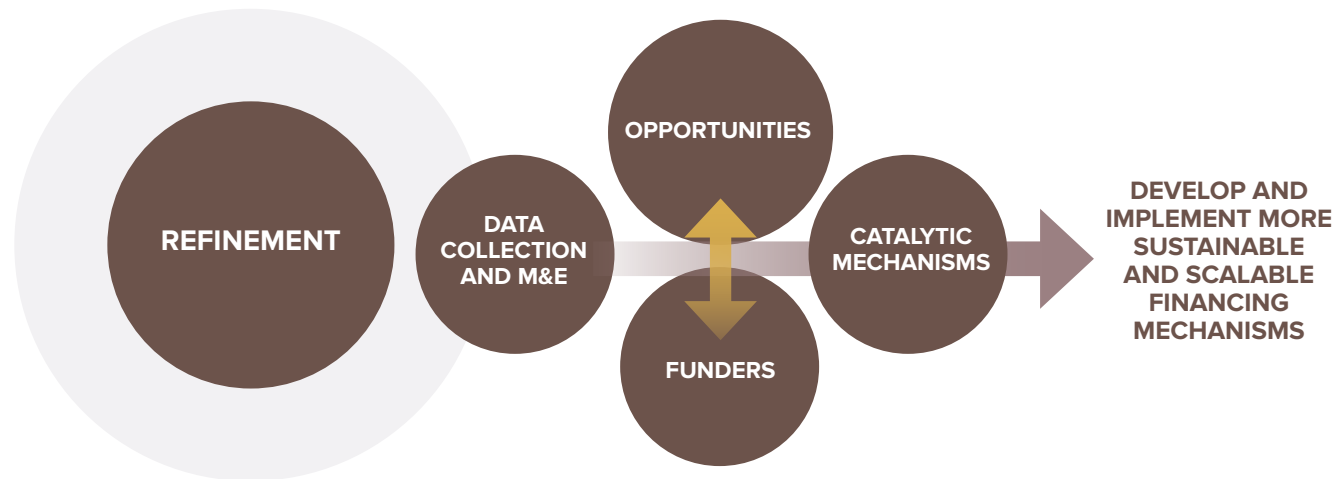 REFINEMENT
DATA
COLLECTION
AND M&E
OPPORTUNITIES
FUNDERS
CATALYTIC
MECHANISMS
DEVELOP AND
IMPLEMENT MORE
SUSTAINABLE
AND SCALABLE
FINANCING
MECHANISMS